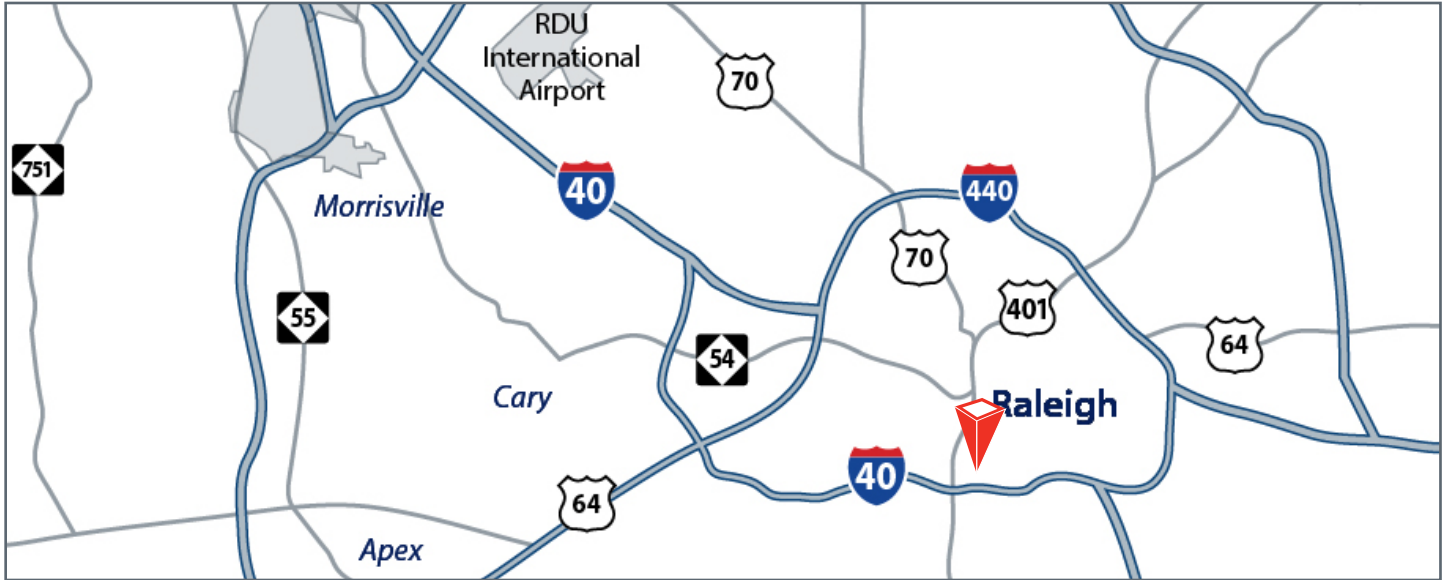 RDU
International
Airport
70
751
40
440
Morrisville
70
401
55
64
54
Cary
Raleigh
40
64
Apex